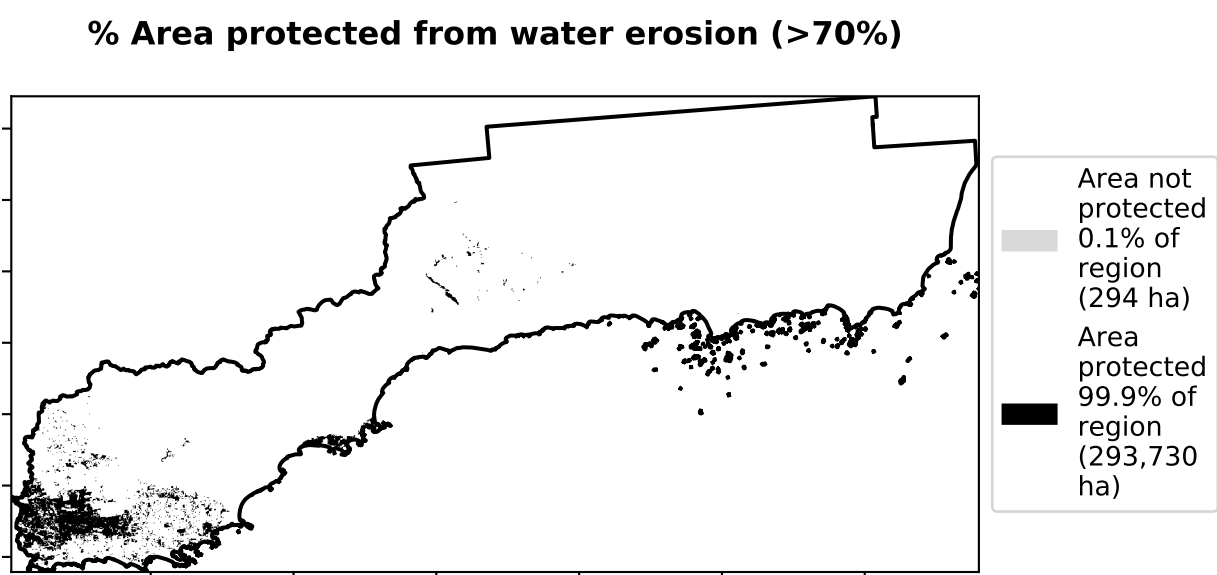 % Area protected from water erosion (>70%)
Area not
protected
0.1% of
region
(294 ha)
Area
protected
99.9% of
region
(293,730
ha)